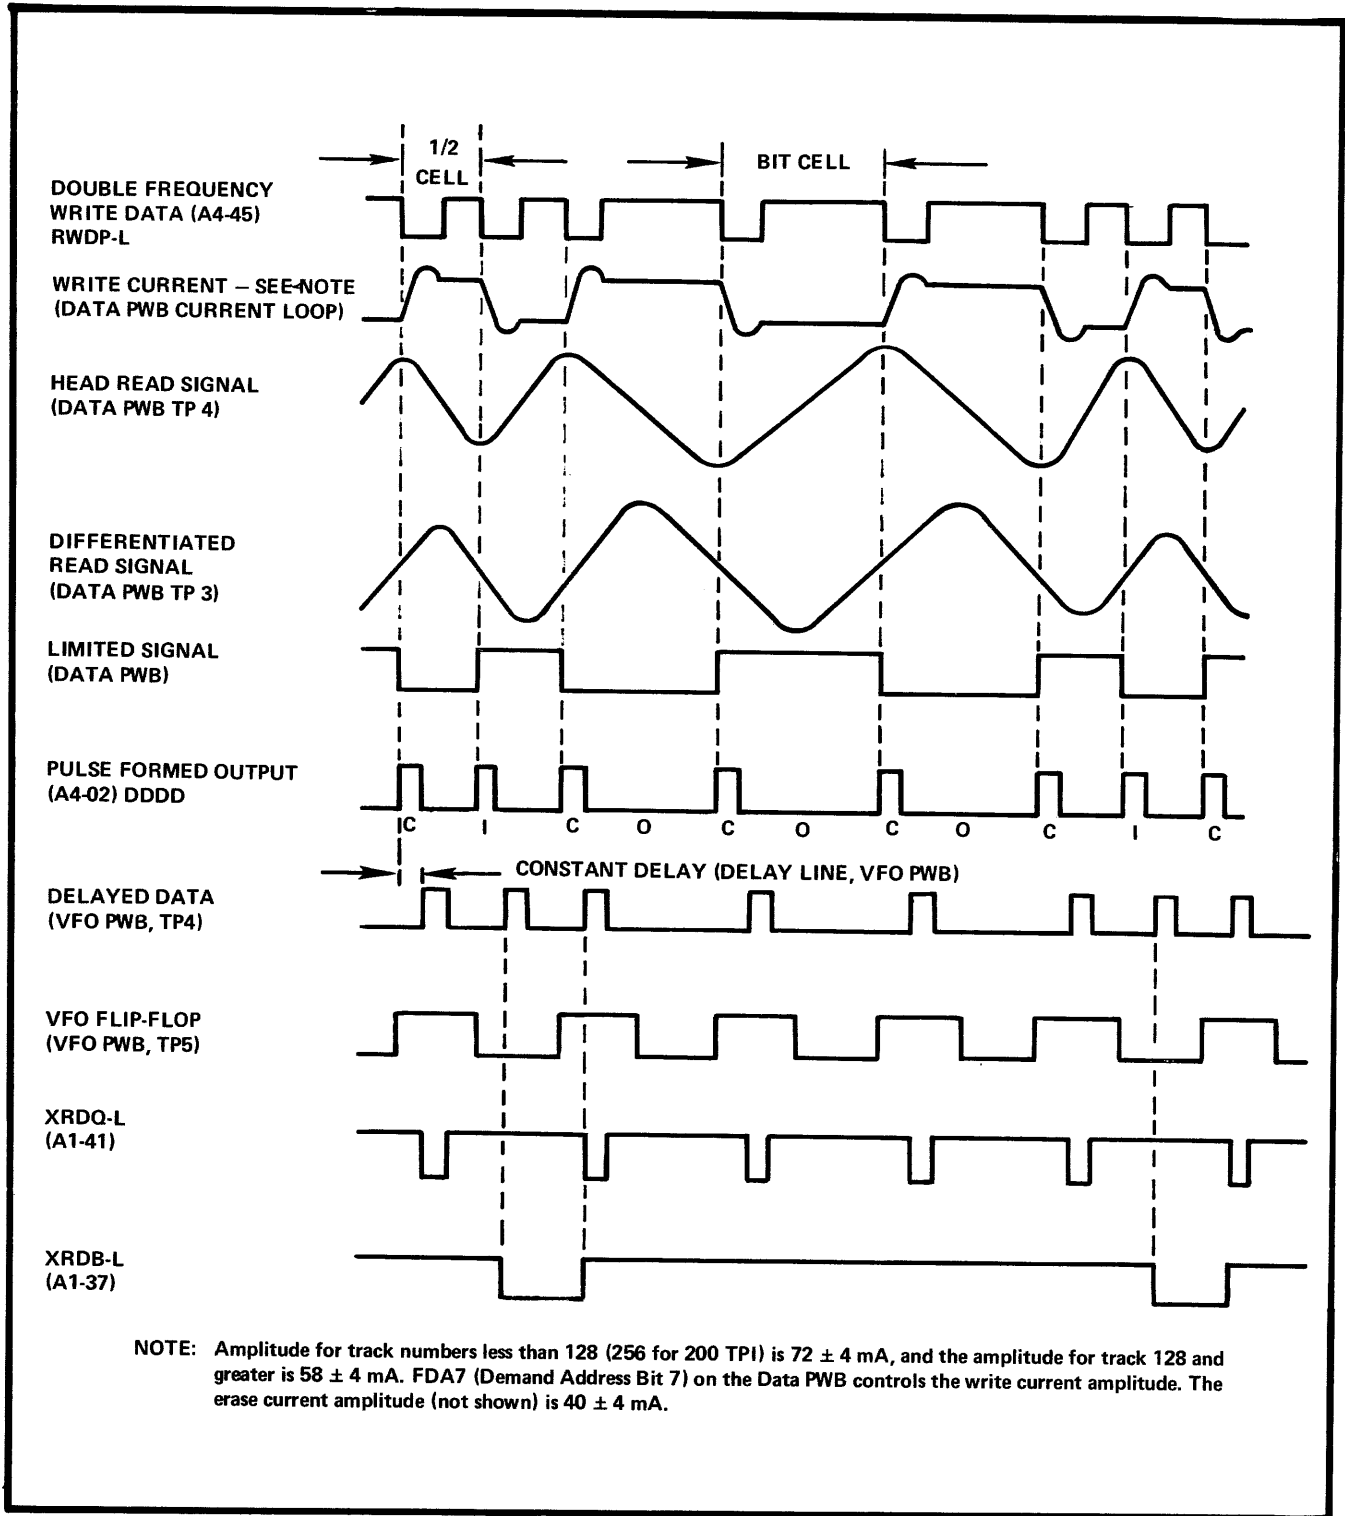 1/2
CELL
BIT CELL
DOUBLE FREQUENCY
WRITE DATA (A4-45)
RWDP-L
WRITE CURRENT – SEE NOTE
(DATA PWB CURRENT LOOP)
HEAD READ SIGNAL
(DATA PWB TP 4)
DIFFERENTIATED
READ SIGNAL
(DATA PWB TP 3)
LIMITED SIGNAL
(DATA PWB)
PULSE FORMED OUTPUT
(A4-02) DDDD
C I C O C O C O C I C
CONSTANT DELAY (DELAY LINE, VFO PWB)
DELAYED DATA
(VFO PWB, TP4)
VFO FLIP-FLOP
(VFO PWB, TP5)
XRDQ-L
(A1-41)
XRDB-L
(A1-37)
NOTE: Amplitude for track numbers less than 128 (256 for 200 TPI) is 72 ± 4 mA, and the amplitude for track 128 and
greater is 58 ± 4 mA. FDA7 (Demand Address Bit 7) on the Data PWB controls the write current amplitude. The
erase current amplitude (not shown) is 40 ± 4 mA.